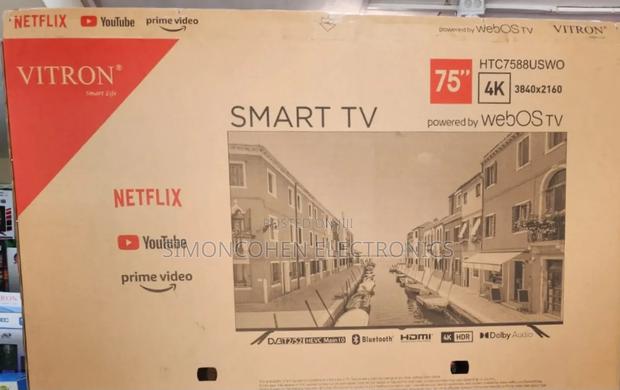 NETFLIX YouTube prime video
powered by webOS TV VITRON®
VITRON®
Smart Life
75"
HTC7588USWO
4K 3840x2160
SMART TV
powered by webOS TV
NETFLIX
YouTube
prime video
SIMONCOHEN ELECTRONICS
DVB T2/S2 HEVC Main10 Bluetooth® HDMI 4K HDR Dolby Audio